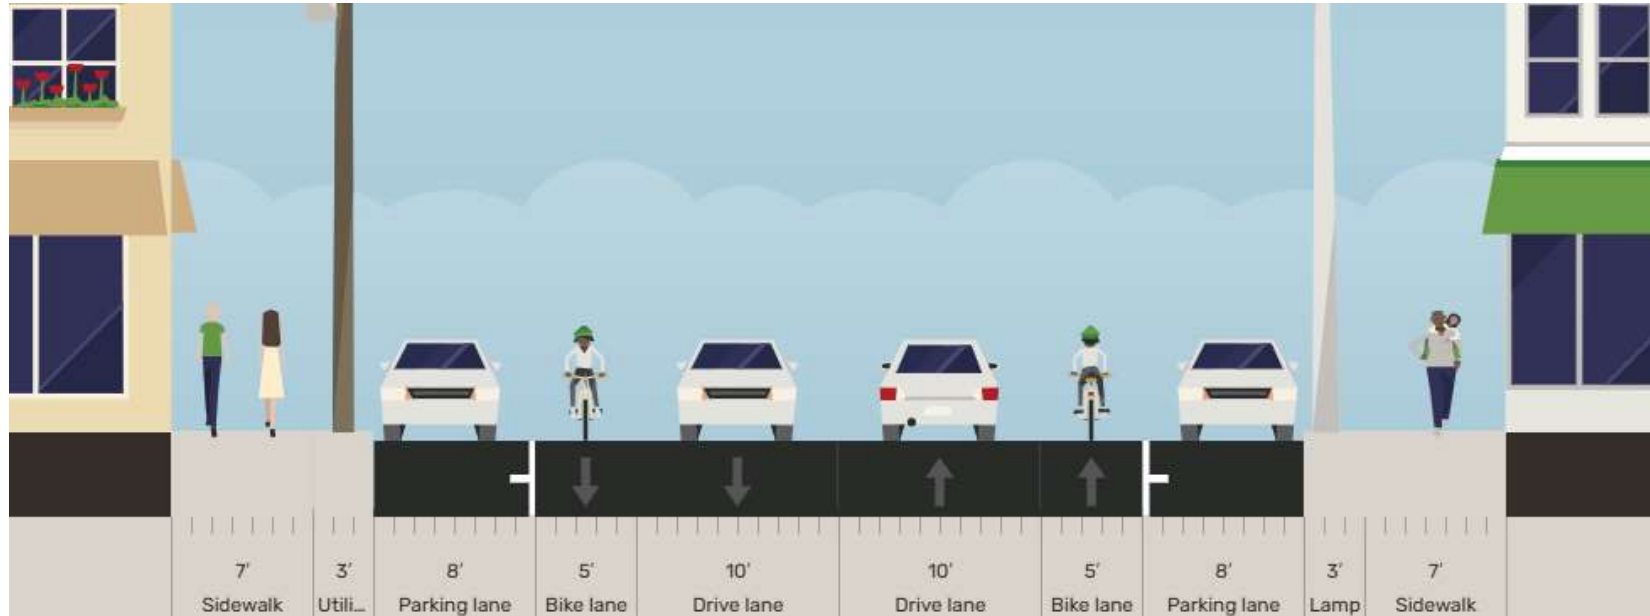 7′ 3′ 8′ 5′ 10′ 10′ 5′ 8′ 3′ 7′
Sidewalk Utili... Parking lane Bike lane Drive lane Drive lane Bike lane Parking lane Lamp Sidewalk